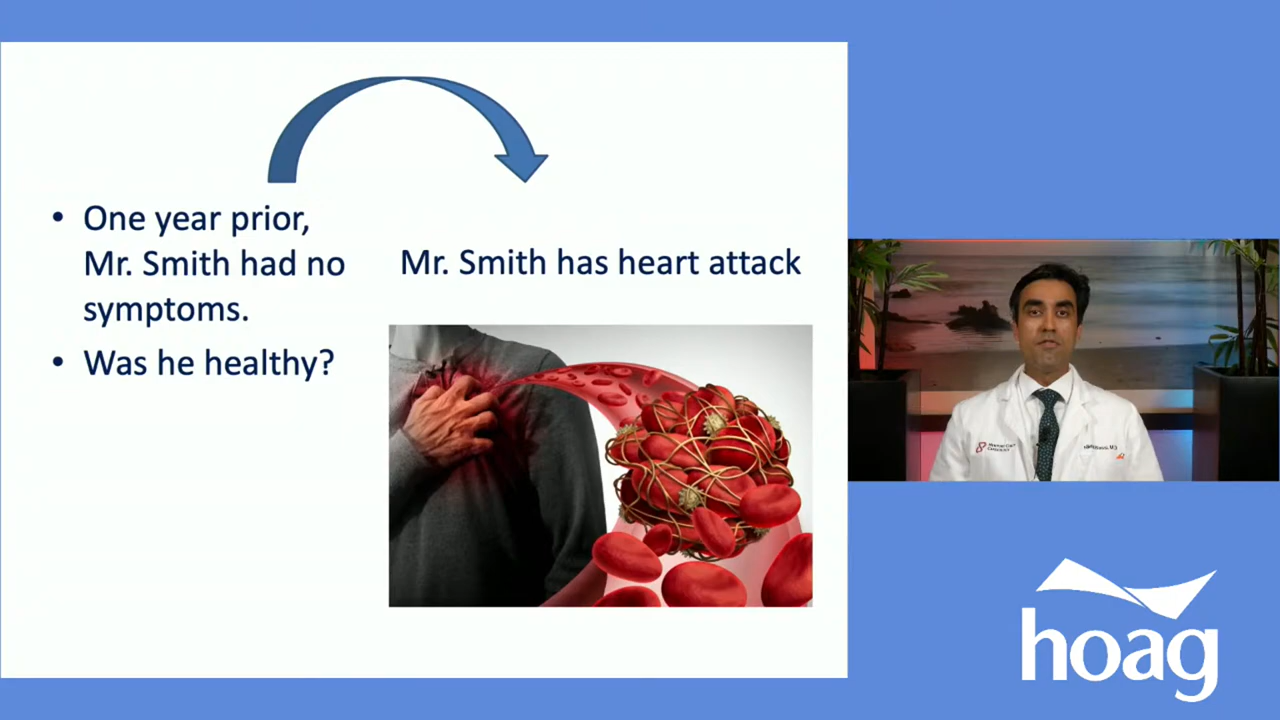 • One year prior,
Mr. Smith had no
symptoms.
• Was he healthy?
Mr. Smith has heart attack
hoag